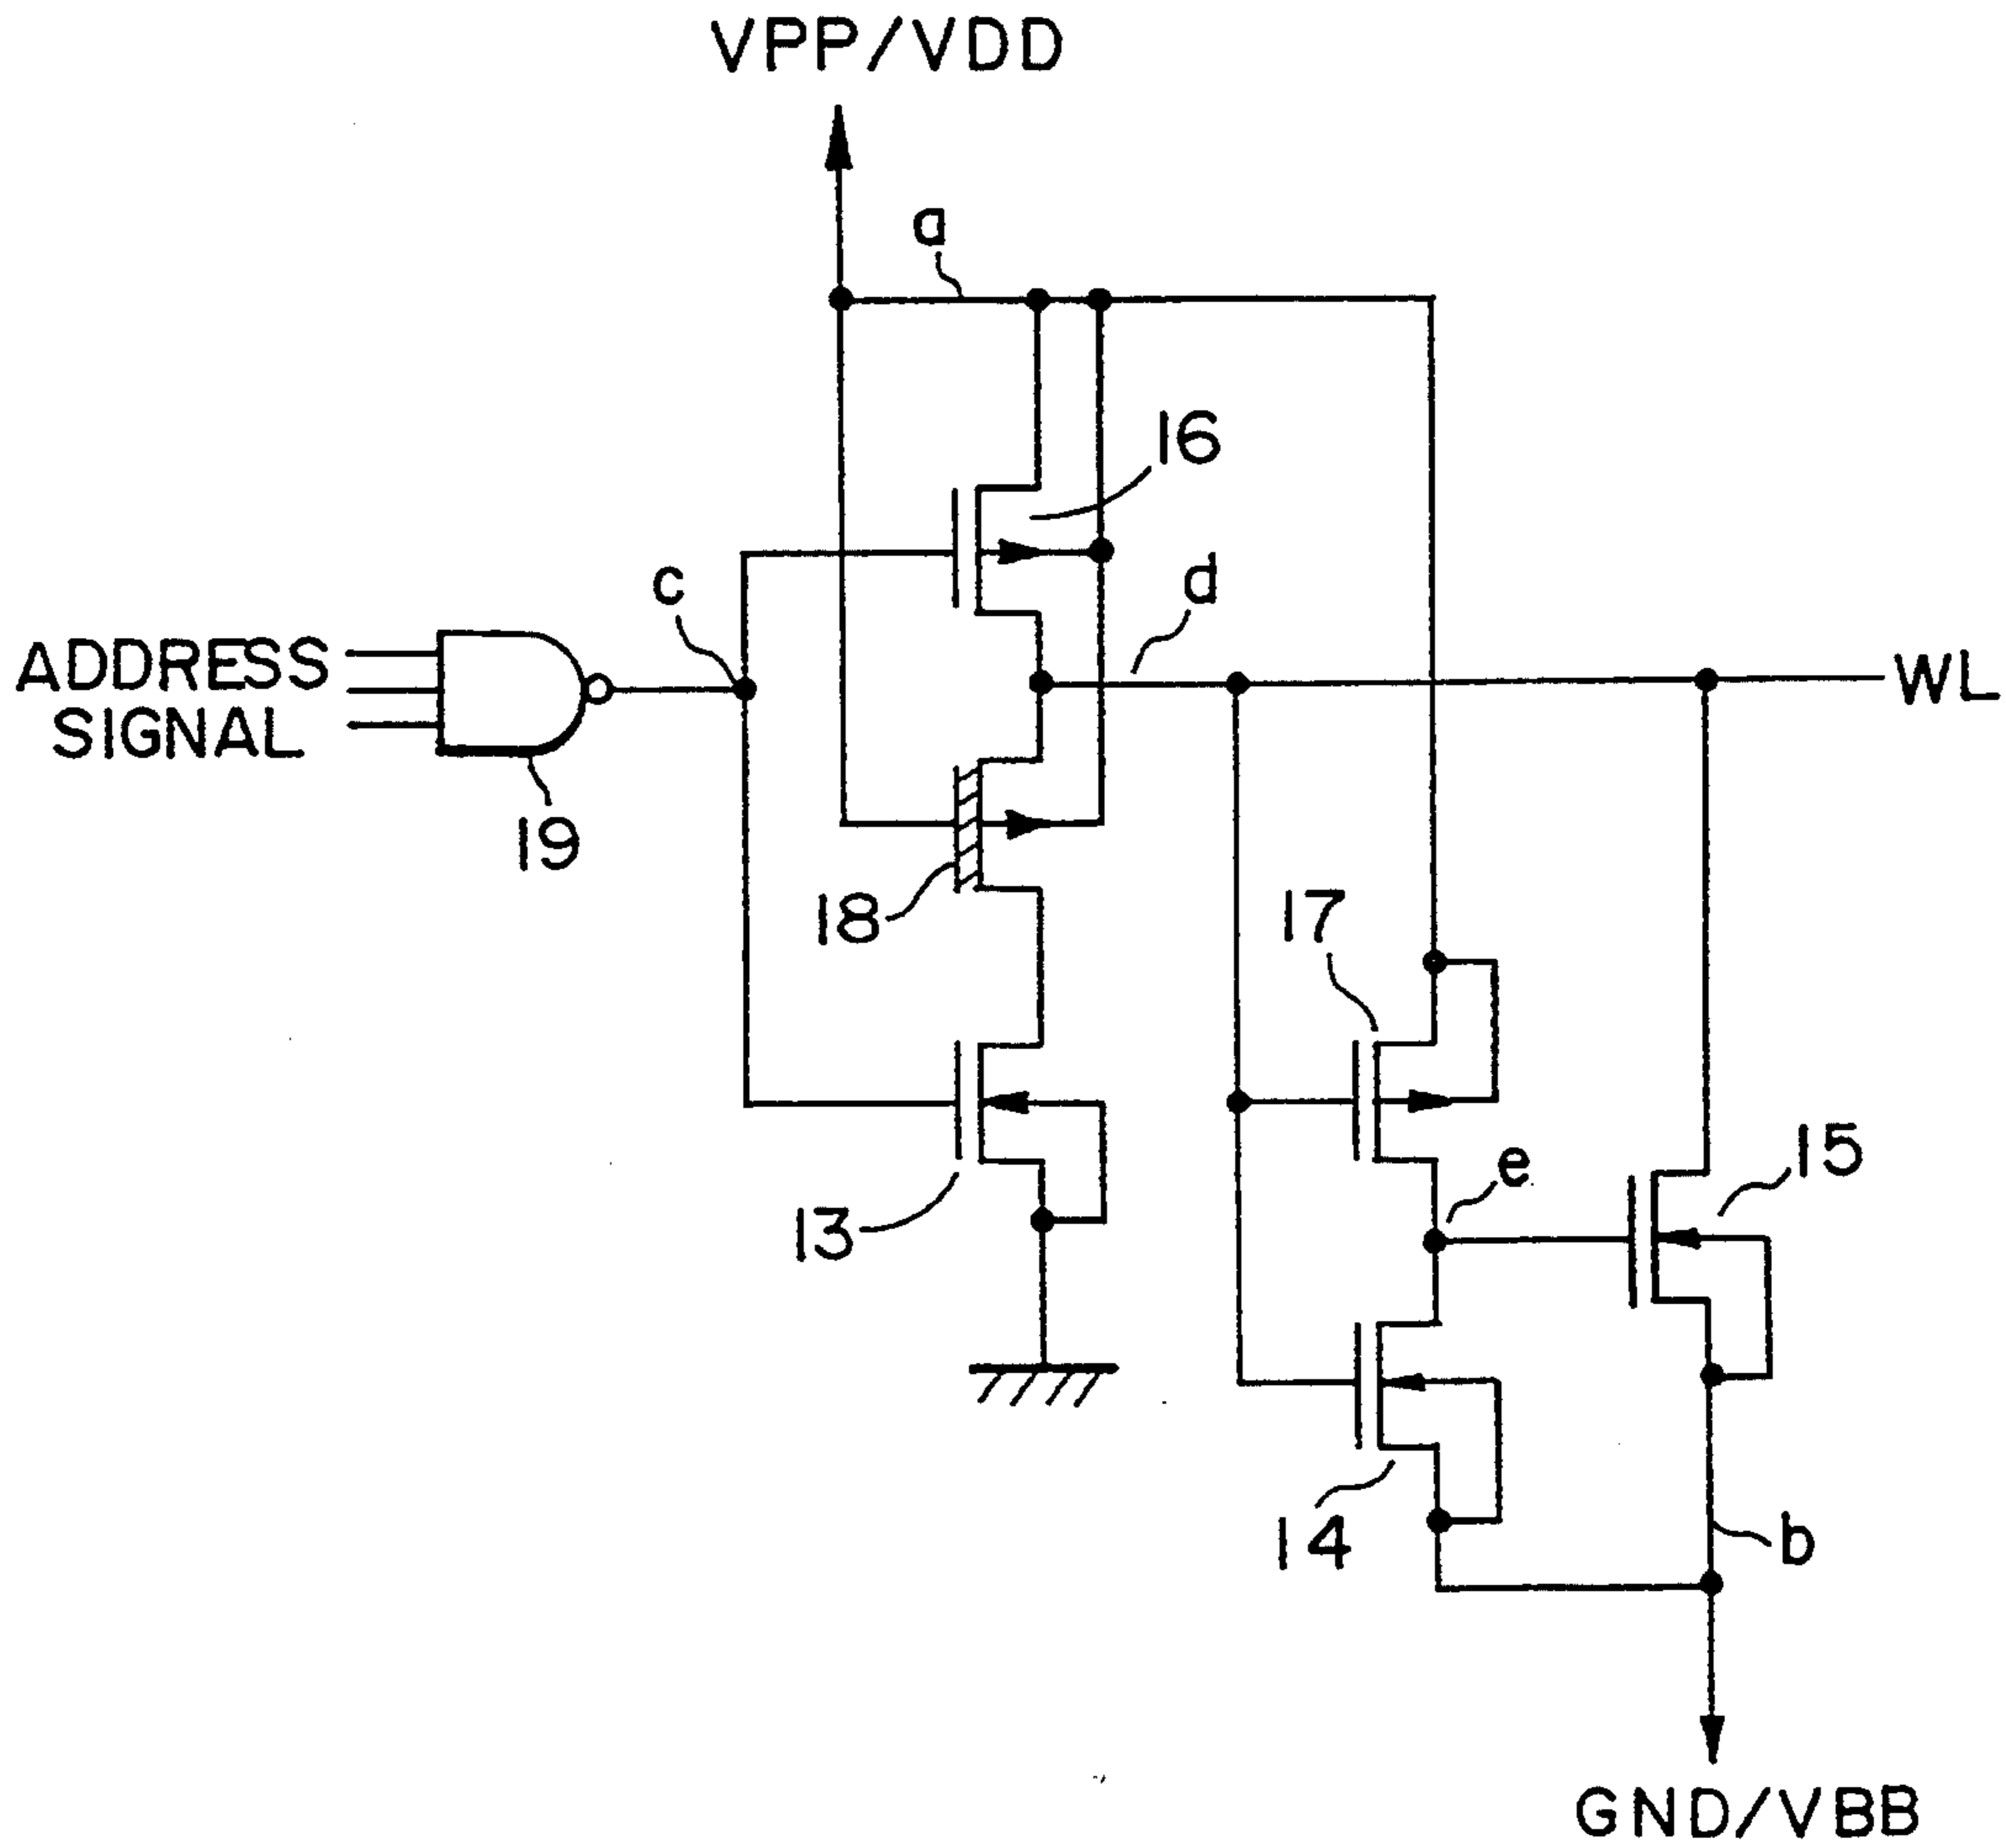 VPP/VDD
a
16
c
d
ADDRESS
SIGNAL
WL
19
18
17
e
15
13
14
b
GND/VBB